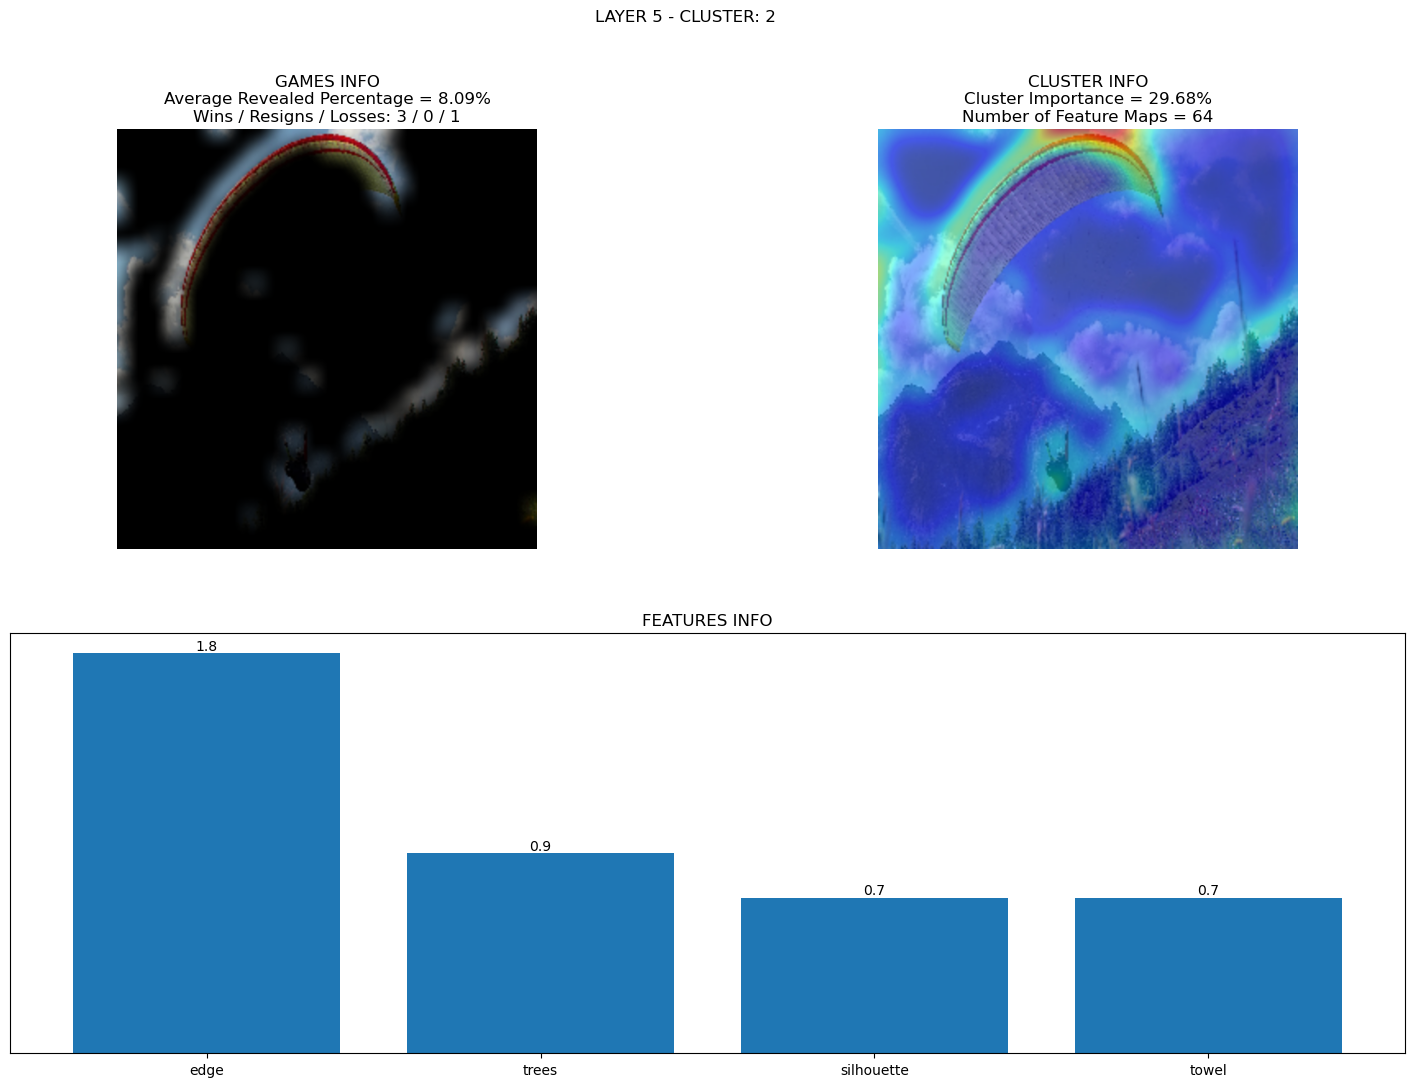 LAYER 5 - CLUSTER: 2
GAMES INFO
Average Revealed Percentage = 8.09%
Wins / Resigns / Losses: 3 / 0 / 1
CLUSTER INFO
Cluster Importance = 29.68%
Number of Feature Maps = 64
FEATURES INFO
1.8
0.9
0.7
0.7
edge
trees
silhouette
towel